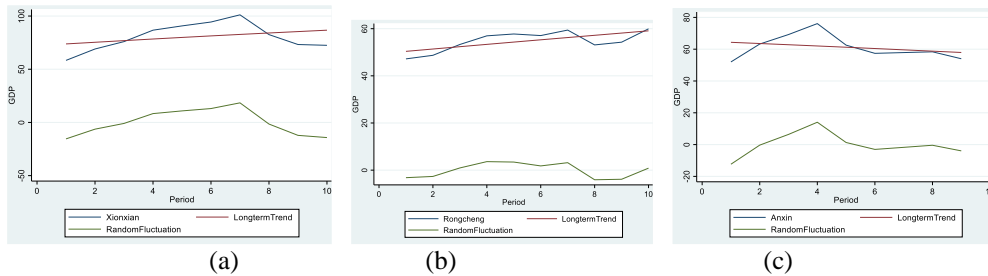 100
50
0
-50
GDP
0
2
4
6
8
10
Period
Xionxian
LongtermTrend
RandomFluctuation
(a)
60
40
20
0
GDP
0
2
4
6
8
10
Period
Rongcheng
LongtermTrend
RandomFluctuation
(b)
80
60
40
20
0
-20
GDP
0
2
4
6
8
10
Period
Anxin
LongtermTrend
RandomFluctuation
(c)